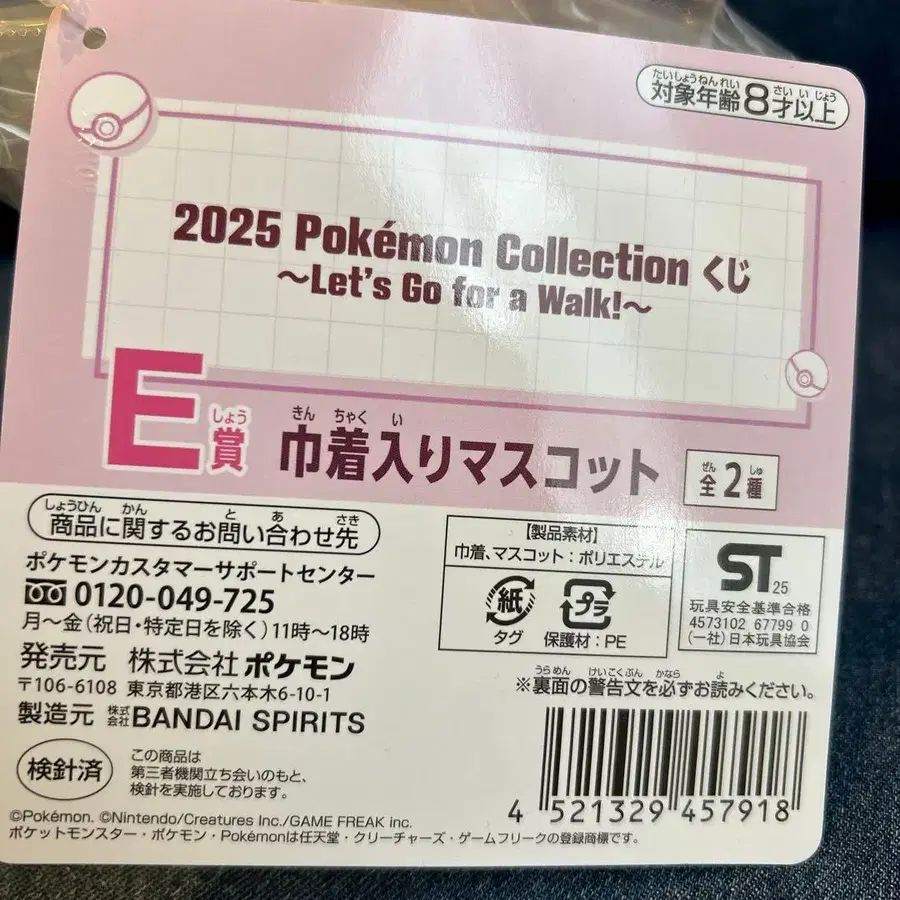 たいしょうねんれい さい い じょう
対象年齢8才以上
2025 Pokémon Collection くじ
～Let's Go for a Walk!～
しょう
E賞
きん ちゃく い
巾着入りマスコット
ぜん しゅ
全2種
しょうひん かん と あ さき
商品に関するお問い合わせ先
ポケモンカスタマーサポートセンター
0120-049-725
月～金（祝日・特定日を除く）11時～18時
発売元 株式会社 ポケモン
〒106-6108 東京都港区六本木6-10-1
製造元 株式会社 BANDAI SPIRITS
【製品素材】
巾着、マスコット：ポリエステル
紙
タグ
プラ
保護材：PE
ST 25
玩具安全基準合格
4573102 67799 0
（一社）日本玩具協会
うらめん けいこくぶん かなら よ
※裏面の警告文を必ずお読みください。
検針済
この商品は
第三者機関立ち会いのもと、
検針を実施しております。
4 521329 457918
©Pokémon. ©Nintendo/Creatures Inc./GAME FREAK inc.
ポケットモンスター・ポケモン・Pokémonは任天堂・クリーチャーズ・ゲームフリークの登録商標です。